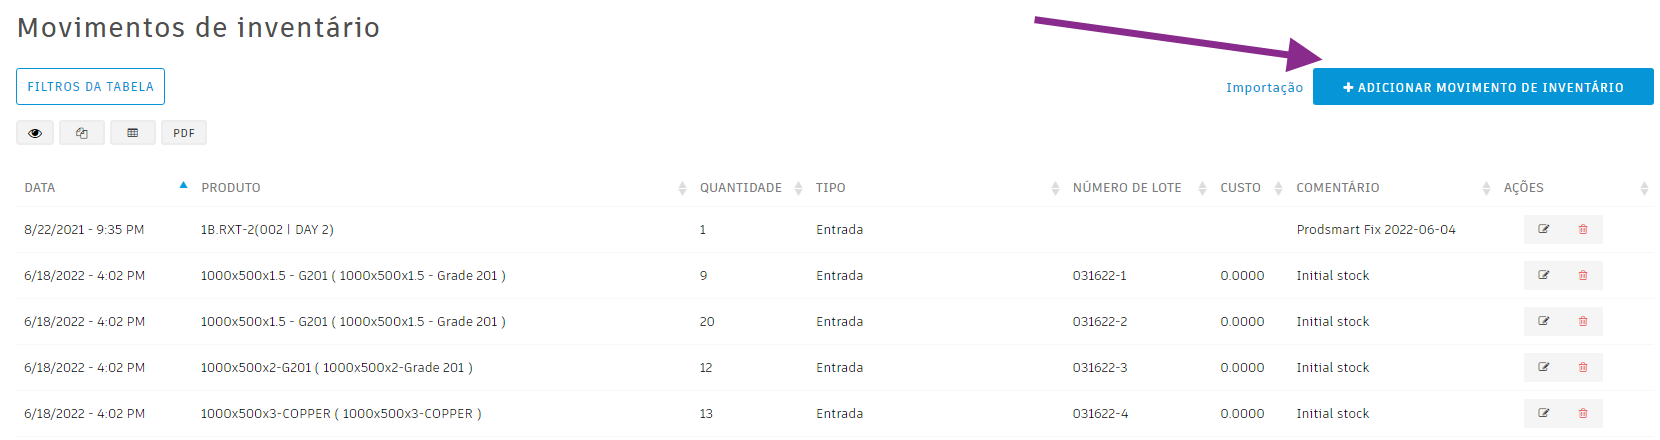 Movimentos de inventário
FILTROS DA TABELA
Importação
ADICIONAR MOVIMENTO DE INVENTÁRIO
PDF
DATA PRODUTO QUANTIDADE TIPO NÚMERO DE LOTE CUSTO COMENTÁRIO AÇÕES
8/22/2021 - 9:35 PM 1B.RXT-2(002 | DAY 2) 1 Entrada Prodsmart Fix 2022-06-04
6/18/2022 - 4:02 PM 1000x500x1.5 - G201 ( 1000x500x1.5 - Grade 201 ) 9 Entrada 031622-1 0.0000 Initial stock
6/18/2022 - 4:02 PM 1000x500x1.5 - G201 ( 1000x500x1.5 - Grade 201 ) 20 Entrada 031622-2 0.0000 Initial stock
6/18/2022 - 4:02 PM 1000x500x2-G201 ( 1000x500x2-Grade 201 ) 12 Entrada 031622-3 0.0000 Initial stock
6/18/2022 - 4:02 PM 1000x500x3-COPPER ( 1000x500x3-COPPER ) 13 Entrada 031622-4 0.0000 Initial stock